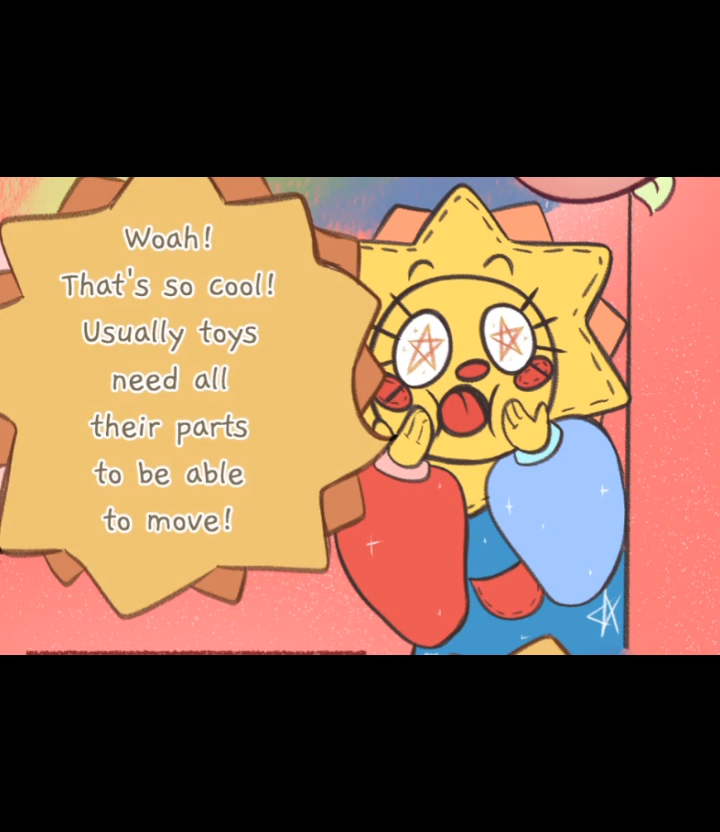 Woah!
That's so cool!
Usually toys
need all
their parts
to be able
to move!